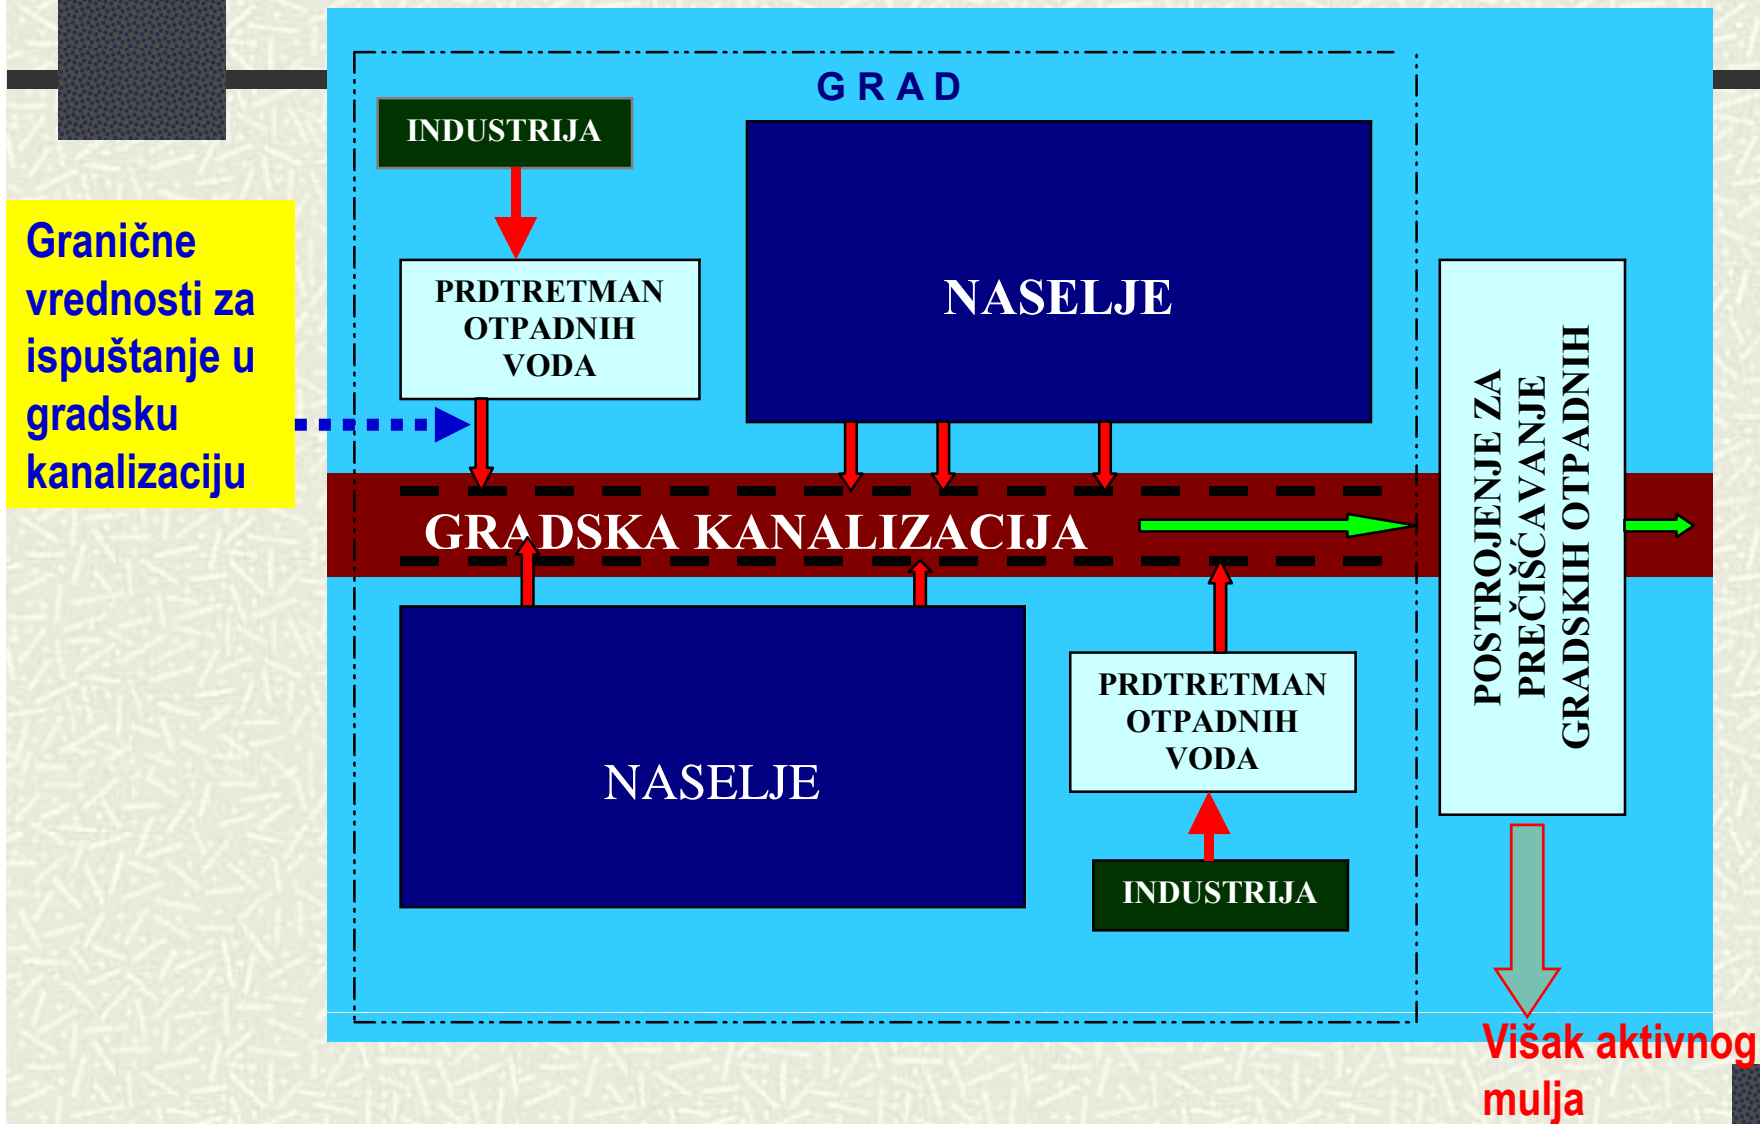 G R A D
INDUSTRIJA
Granične
vrednosti za
ispuštanje u
gradsku
kanalizaciju
PRDTRETMAN
OTPADNIH
VODA
NASELJE
GRADSKA KANALIZACIJA
POSTROJENJE ZA
PREČIŠĆAVANJE
GRADSKIH OTPADNIH
NASELJE
PRDTRETMAN
OTPADNIH
VODA
INDUSTRIJA
Višak aktivnog
mulja